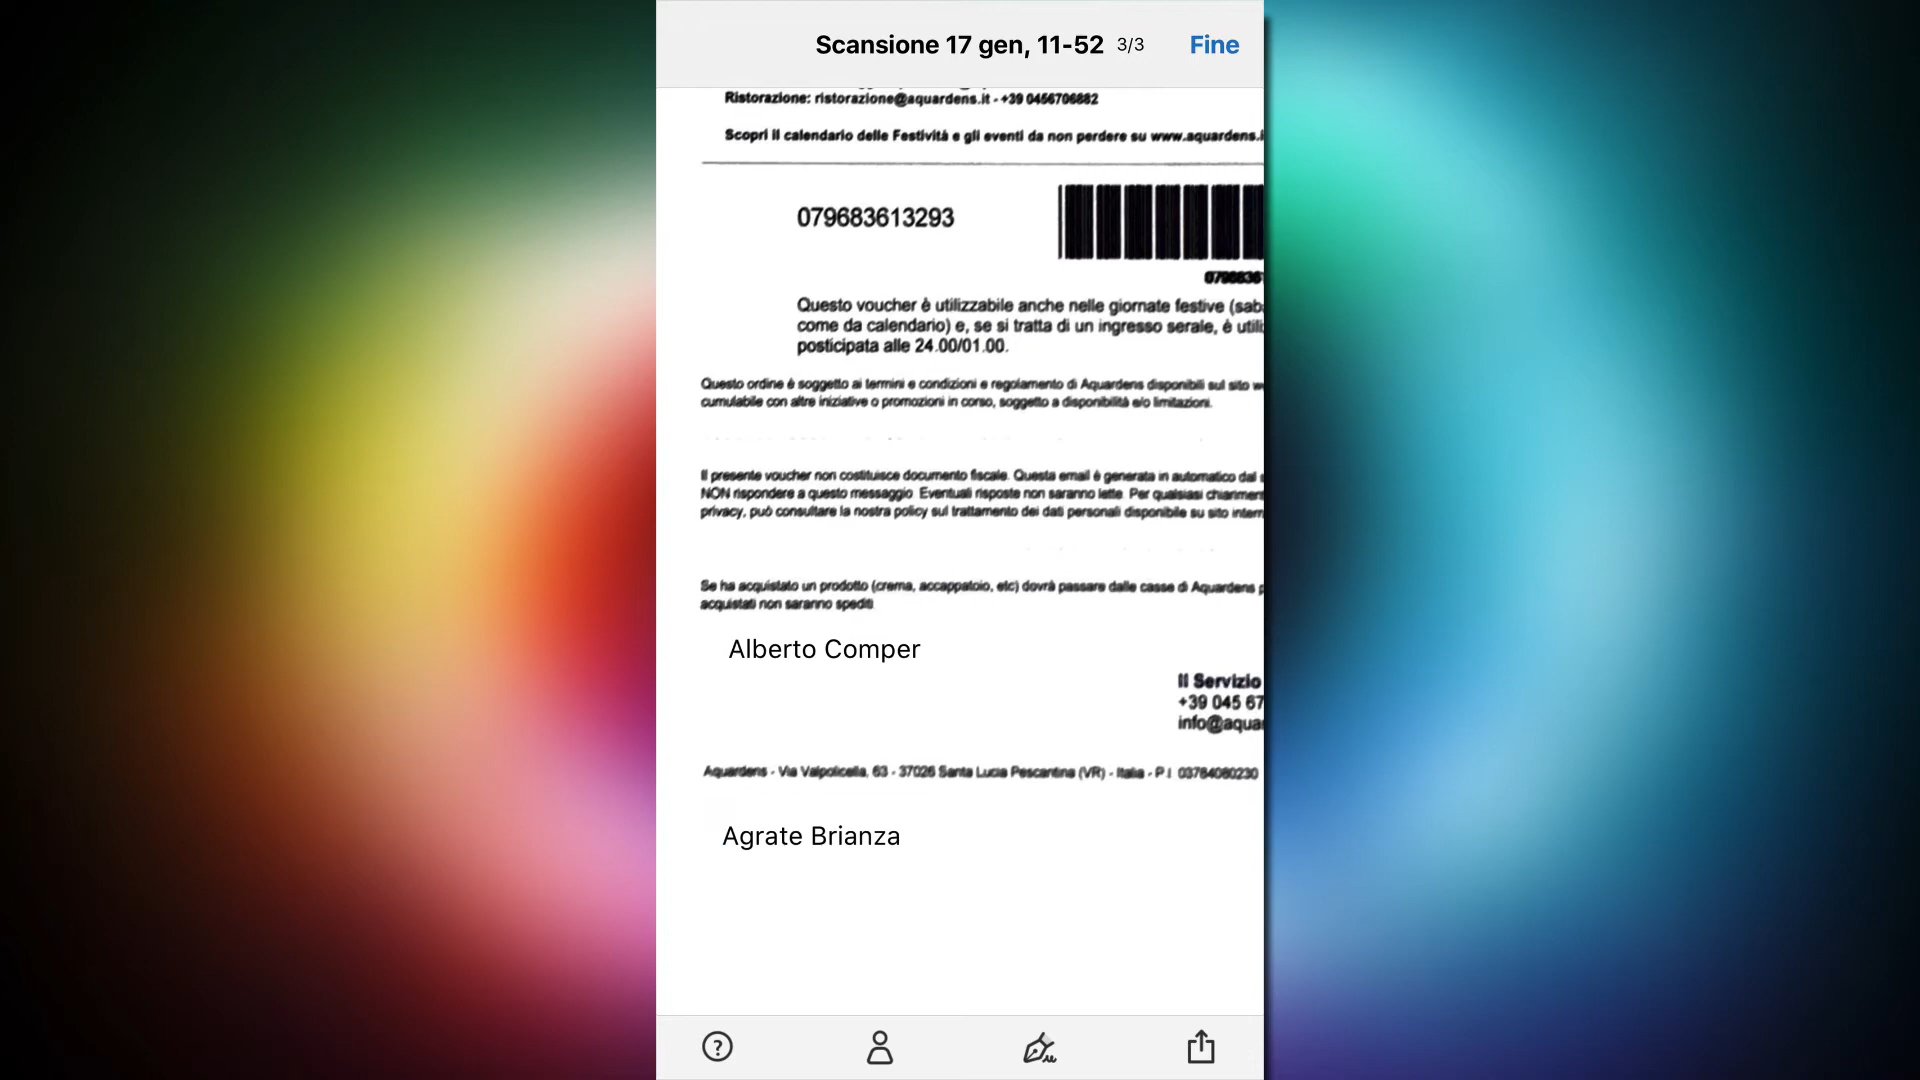 Scansione 17 gen, 11-52 3/3 Fine
Ristorazione: ristorazione@aquardens.it - +39 0456706882
Scopri il calendario delle Festività e gli eventi da non perdere su www.aquardens.i
079683613293
0796836
Questo voucher è utilizzabile anche nelle giornate festive (sab
come da calendario) e, se si tratta di un ingresso serale, è utili
posticipata alle 24.00/01.00.
Questo ordine è soggetto ai termini e condizioni e regolamento di Aquardens disponibili sul sito w
cumulabile con altre iniziative o promozioni in corso, soggetto a disponibilità e/o limitazioni.
Il presente voucher non costituisce documento fiscale. Questa email è generata in automatico dal s
NON rispondere a questo messaggio. Eventuali risposte non saranno lette. Per qualsiasi chiarimen
privacy, può consultare la nostra policy sul trattamento dei dati personali disponibile su sito intern
Se ha acquistato un prodotto (crema, accappatoio, etc) dovrà passare dalle casse di Aquardens p
acquistati non saranno spediti
Alberto Comper
Il Servizio
+39 045 67
info@aqua
Aquardens - Via Valpolicella, 63 - 37026 Santa Lucia Pescantina (VR) - Italia - P.I. 03784080230
Agrate Brianza